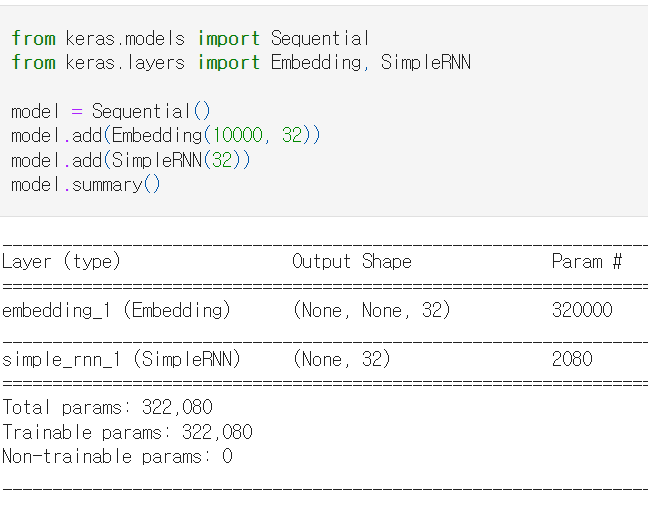 from keras.models import Sequential
from keras.layers import Embedding, SimpleRNN
model = Sequential()
model.add(Embedding(10000, 32))
model.add(SimpleRNN(32))
model.summary()
_________________________________________________________________
Layer (type)                 Output Shape              Param #
=================================================================
embedding_1 (Embedding)      (None, None, 32)          320000
_________________________________________________________________
simple_rnn_1 (SimpleRNN)     (None, 32)                2080
=================================================================
Total params: 322,080
Trainable params: 322,080
Non-trainable params: 0
_________________________________________________________________